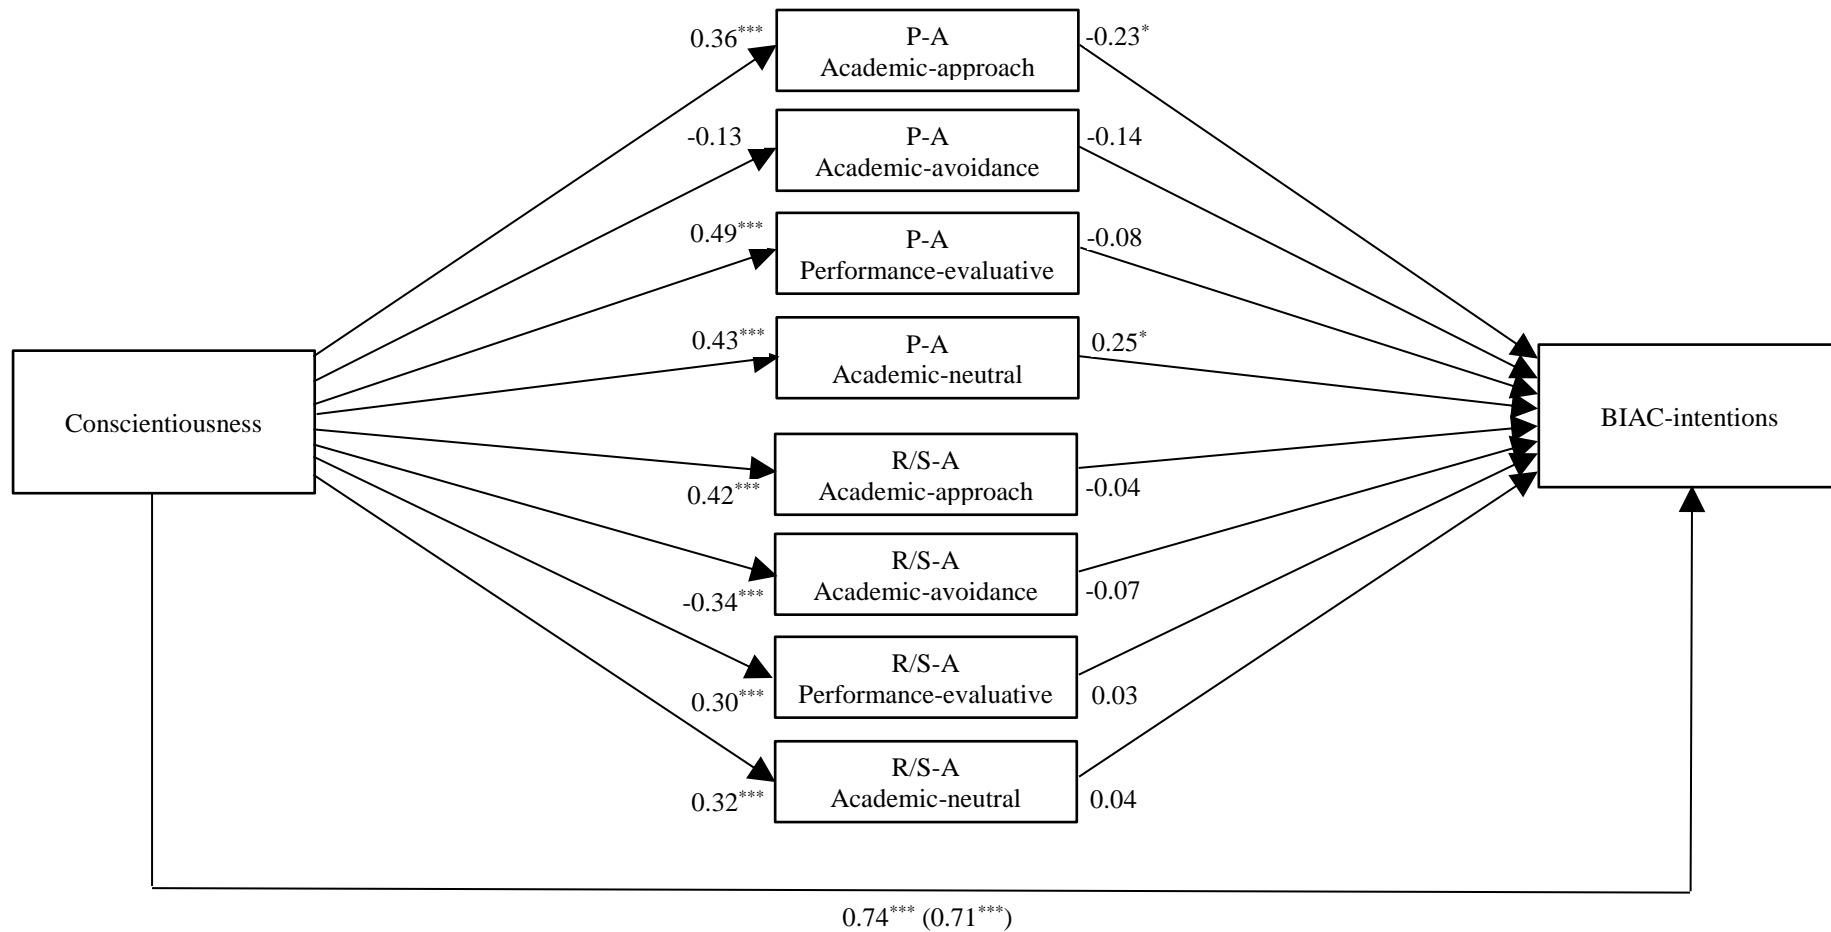 0.36***
P-A
Academic-approach
-0.23*
-0.13
P-A
Academic-avoidance
-0.14
0.49***
P-A
Performance-evaluative
-0.08
0.43***
P-A
Academic-neutral
0.25*
Conscientiousness
BIAC-intentions
0.42***
R/S-A
Academic-approach
-0.04
-0.34***
R/S-A
Academic-avoidance
-0.07
0.30***
R/S-A
Performance-evaluative
0.03
0.32***
R/S-A
Academic-neutral
0.04
0.74*** (0.71***)